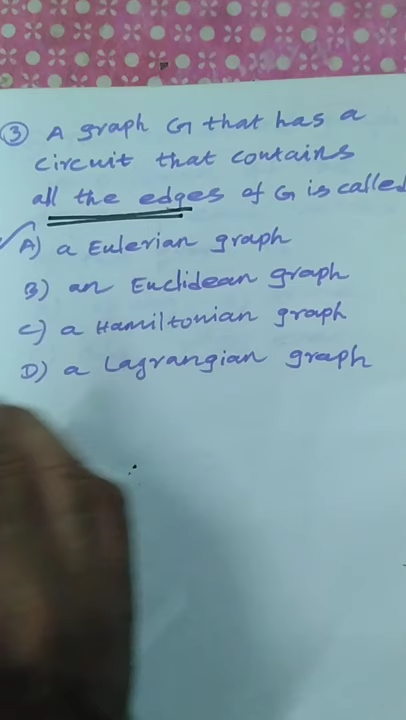 ③ A graph G that has a
circuit that contains
all the edges of G is called
A) a Eulerian graph
B) an Euclidean graph
C) a Hamiltonian graph
D) a Lagrangian graph